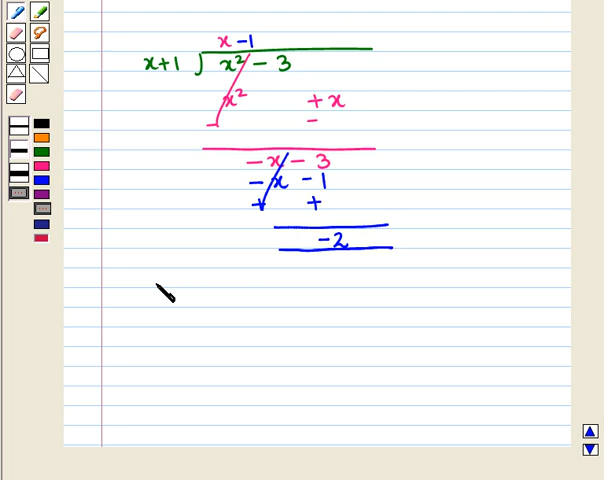 x - 1
x + 1 ) x² - 3
x² + x
- -
- x - 3
- x - 1
+ +
- 2